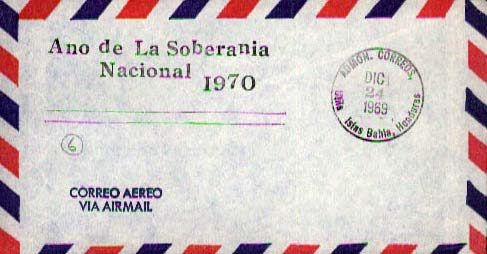 Ano de La Soberania
Nacional 1970
ADMON. CORREOS,
DIC
24
1969
Utila
Islas Bahia, Honduras
6
CORREO AEREO
VIA AIRMAIL